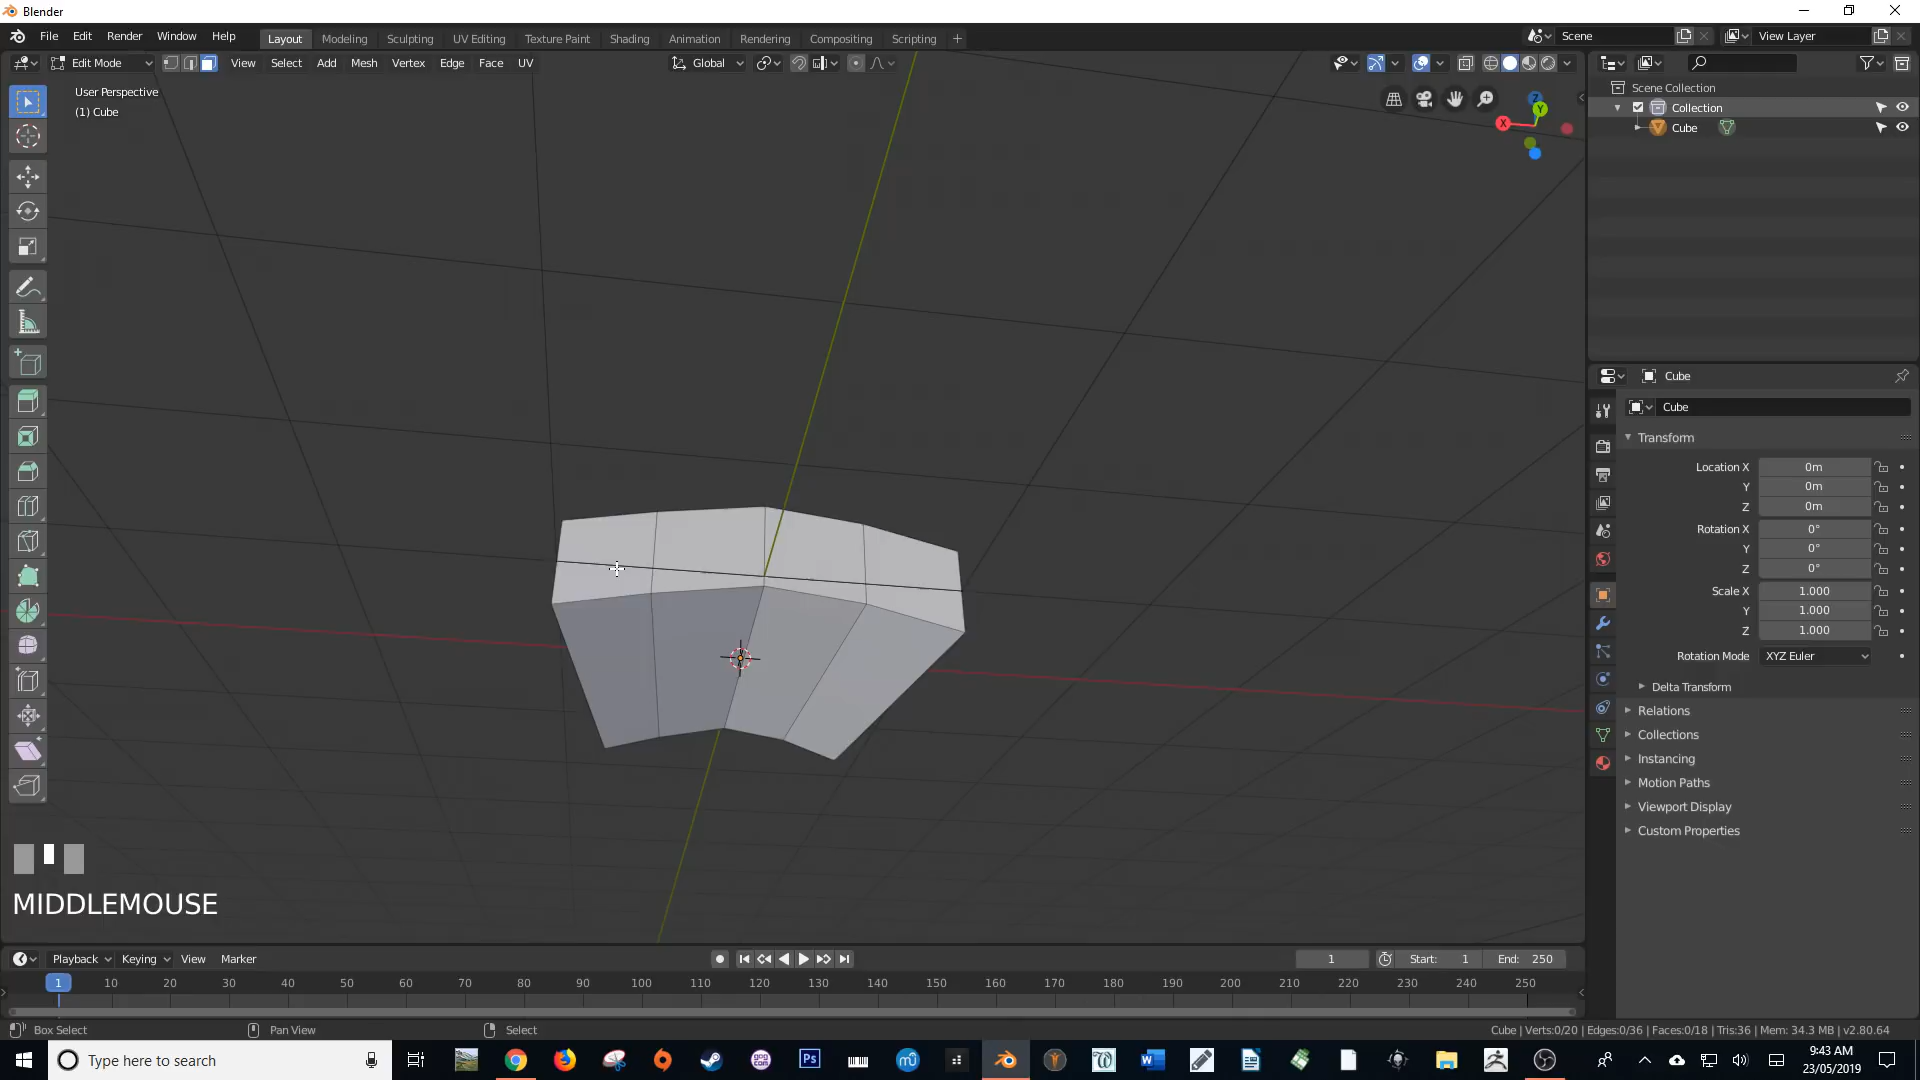 Blender
File Edit Render Window Help
Layout Modeling Sculpting UV Editing Texture Paint Shading Animation Rendering Compositing Scripting +
Scene
View Layer
Edit Mode View Select Add Mesh Vertex Edge Face UV
Global
User Perspective
(1) Cube
X
Y
Z
Scene Collection
Collection
Cube
Cube
Cube
Transform
Location X 0m
Y 0m
Z 0m
Rotation X 0°
Y 0°
Z 0°
Scale X 1.000
Y 1.000
Z 1.000
Rotation Mode XYZ Euler
Delta Transform
Relations
Collections
Instancing
Motion Paths
Viewport Display
Custom Properties
MIDDLEMOUSE
Playback Keying View Marker
1 Start: 1 End: 250
1 10 20 30 40 50 60 70 80 90 100 110 120 130 140 150 160 170 180 190 200 210 220 230 240 250
Box Select Pan View Select
Cube | Verts:0/20 | Edges:0/36 | Faces:0/18 | Tris:36 | Mem: 34.3 MB | v2.80.64
Type here to search
Ps
W
9:43 AM
23/05/2019